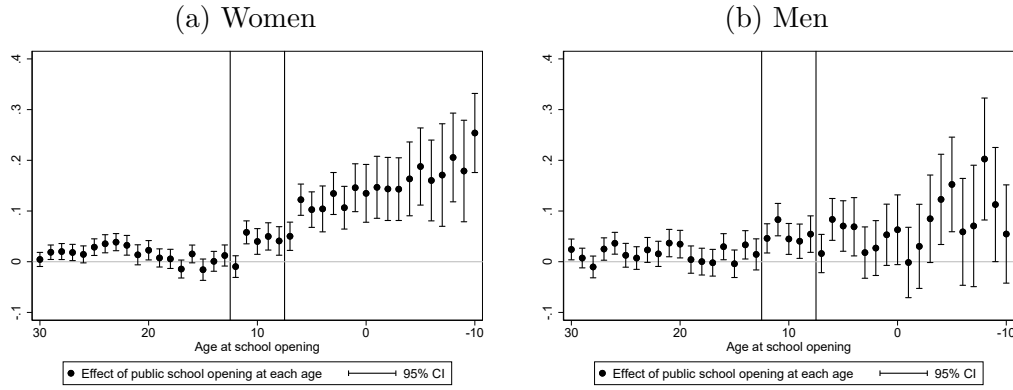 (a) Women
(b) Men
.4
.3
.2
.1
0
-.1
30
20
10
0
-10
Age at school opening
Effect of public school opening at each age
95% CI
.4
.3
.2
.1
0
-.1
30
20
10
0
-10
Age at school opening
Effect of public school opening at each age
95% CI